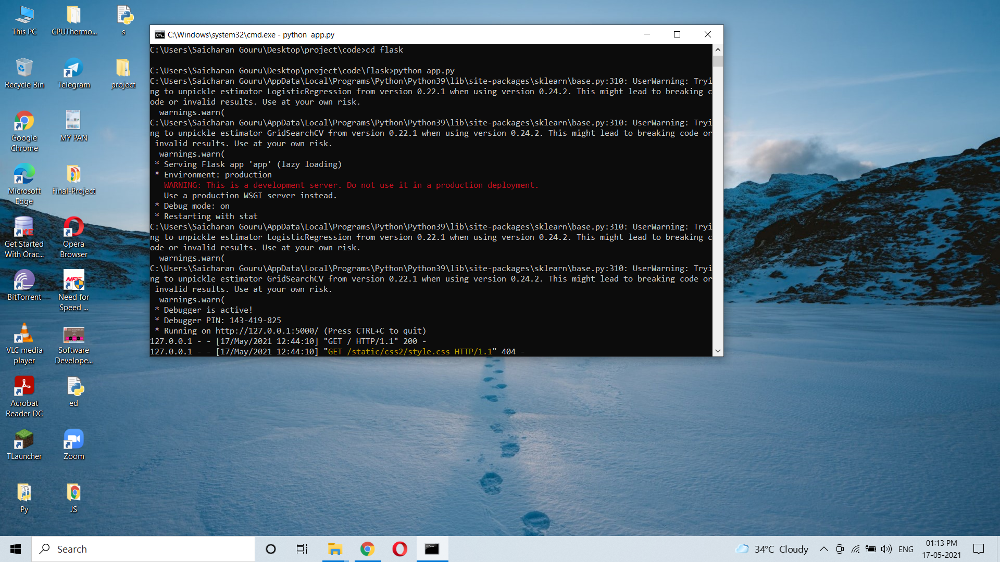 This PC
CPUThermo...
s
Recycle Bin
Telegram
project
Google
Chrome
MY PAN
Microsoft
Edge
Final-Project
Get Started
With Orac...
Opera
Browser
BitTorrent
Need for
Speed ...
VLC media
player
Software
Develope...
Acrobat
Reader DC
ed
TLauncher
Zoom
Py
JS
C:\Windows\system32\cmd.exe - python  app.py
C:\Users\Saicharan Gouru\Desktop\project\code>cd flask
C:\Users\Saicharan Gouru\Desktop\project\code\flask>python app.py
C:\Users\Saicharan Gouru\AppData\Local\Programs\Python\Python39\lib\site-packages\sklearn\base.py:310: UserWarning: Tryi
ng to unpickle estimator LogisticRegression from version 0.22.1 when using version 0.24.2. This might lead to breaking c
ode or invalid results. Use at your own risk.
warnings.warn(
C:\Users\Saicharan Gouru\AppData\Local\Programs\Python\Python39\lib\site-packages\sklearn\base.py:310: UserWarning: Tryi
ng to unpickle estimator GridSearchCV from version 0.22.1 when using version 0.24.2. This might lead to breaking code or
invalid results. Use at your own risk.
warnings.warn(
* Serving Flask app 'app' (lazy loading)
* Environment: production
WARNING: This is a development server. Do not use it in a production deployment.
Use a production WSGI server instead.
* Debug mode: on
* Restarting with stat
C:\Users\Saicharan Gouru\AppData\Local\Programs\Python\Python39\lib\site-packages\sklearn\base.py:310: UserWarning: Tryi
ng to unpickle estimator LogisticRegression from version 0.22.1 when using version 0.24.2. This might lead to breaking c
ode or invalid results. Use at your own risk.
warnings.warn(
C:\Users\Saicharan Gouru\AppData\Local\Programs\Python\Python39\lib\site-packages\sklearn\base.py:310: UserWarning: Tryi
ng to unpickle estimator GridSearchCV from version 0.22.1 when using version 0.24.2. This might lead to breaking code or
invalid results. Use at your own risk.
warnings.warn(
* Debugger is active!
* Debugger PIN: 143-419-825
* Running on http://127.0.0.1:5000/ (Press CTRL+C to quit)
127.0.0.1 - - [17/May/2021 12:44:10] "GET / HTTP/1.1" 200 -
127.0.0.1 - - [17/May/2021 12:44:10] "GET /static/css2/style.css HTTP/1.1" 404 -
Search
34°C Cloudy
ENG
01:13 PM
17-05-2021